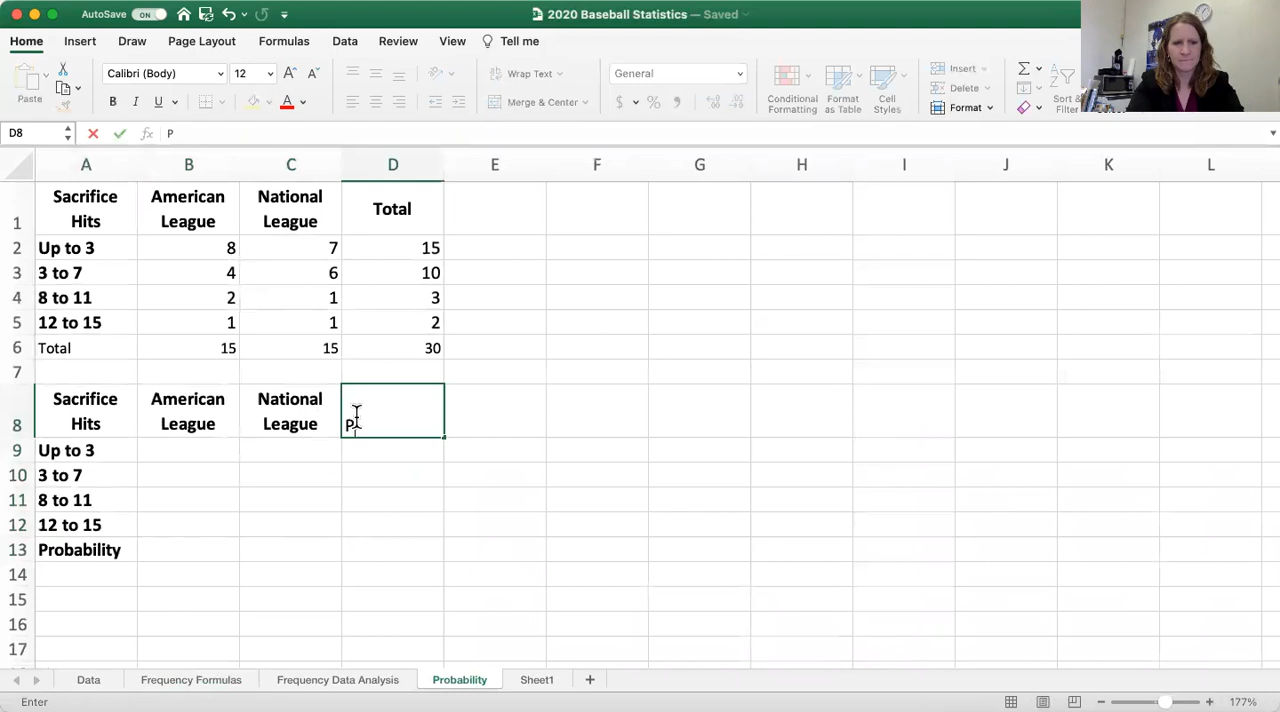 AutoSave ON 2020 Baseball Statistics — Saved
Home Insert Draw Page Layout Formulas Data Review View Tell me
Paste Calibri (Body) 12 A A Wrap Text General Conditional Formatting Format as Table Cell Styles Insert Sort & Filter
B I U A Merge & Center $ % Delete
Format
D8 fx P
A B C D E F G H I J K L
1 Sacrifice Hits American League National League Total
2 Up to 3 8 7 15
3 3 to 7 4 6 10
4 8 to 11 2 1 3
5 12 to 15 1 1 2
6 Total 15 15 30
7
8 Sacrifice Hits American League National League P
9 Up to 3
10 3 to 7
11 8 to 11
12 12 to 15
13 Probability
14
15
16
17
Data Frequency Formulas Frequency Data Analysis Probability Sheet1
Enter 177%